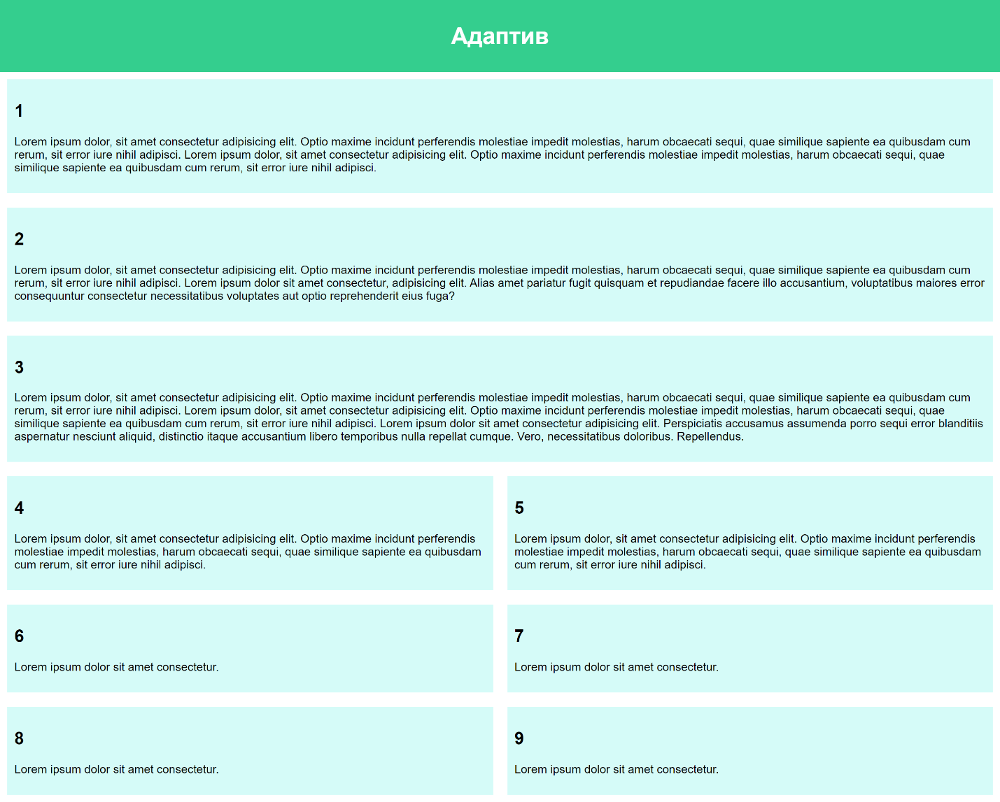 Адаптив
1
Lorem ipsum dolor, sit amet consectetur adipisicing elit. Optio maxime incidunt perferendis molestiae impedit molestias, harum obcaecati sequi, quae similique sapiente ea quibusdam cum
rerum, sit error iure nihil adipisci. Lorem ipsum dolor, sit amet consectetur adipisicing elit. Optio maxime incidunt perferendis molestiae impedit molestias, harum obcaecati sequi, quae
similique sapiente ea quibusdam cum rerum, sit error iure nihil adipisci.
2
Lorem ipsum dolor, sit amet consectetur adipisicing elit. Optio maxime incidunt perferendis molestiae impedit molestias, harum obcaecati sequi, quae similique sapiente ea quibusdam cum
rerum, sit error iure nihil adipisci. Lorem ipsum dolor sit amet consectetur, adipisicing elit. Alias amet pariatur fugit quisquam et repudiandae facere illo accusantium, voluptatibus maiores error
consequuntur consectetur necessitatibus voluptates aut optio reprehenderit eius fuga?
3
Lorem ipsum dolor, sit amet consectetur adipisicing elit. Optio maxime incidunt perferendis molestiae impedit molestias, harum obcaecati sequi, quae similique sapiente ea quibusdam cum
rerum, sit error iure nihil adipisci. Lorem ipsum dolor, sit amet consectetur adipisicing elit. Optio maxime incidunt perferendis molestiae impedit molestias, harum obcaecati sequi, quae
similique sapiente ea quibusdam cum rerum, sit error iure nihil adipisci. Lorem ipsum dolor sit amet consectetur adipisicing elit. Perspiciatis accusamus assumenda porro sequi error blanditiis
aspernatur nesciunt aliquid, distinctio itaque accusantium libero temporibus nulla repellat cumque. Vero, necessitatibus doloribus. Repellendus.
4
Lorem ipsum dolor, sit amet consectetur adipisicing elit. Optio maxime incidunt perferendis
molestiae impedit molestias, harum obcaecati sequi, quae similique sapiente ea quibusdam
cum rerum, sit error iure nihil adipisci.
5
Lorem ipsum dolor, sit amet consectetur adipisicing elit. Optio maxime incidunt perferendis
molestiae impedit molestias, harum obcaecati sequi, quae similique sapiente ea quibusdam
cum rerum, sit error iure nihil adipisci.
6
Lorem ipsum dolor sit amet consectetur.
7
Lorem ipsum dolor sit amet consectetur.
8
Lorem ipsum dolor sit amet consectetur.
9
Lorem ipsum dolor sit amet consectetur.